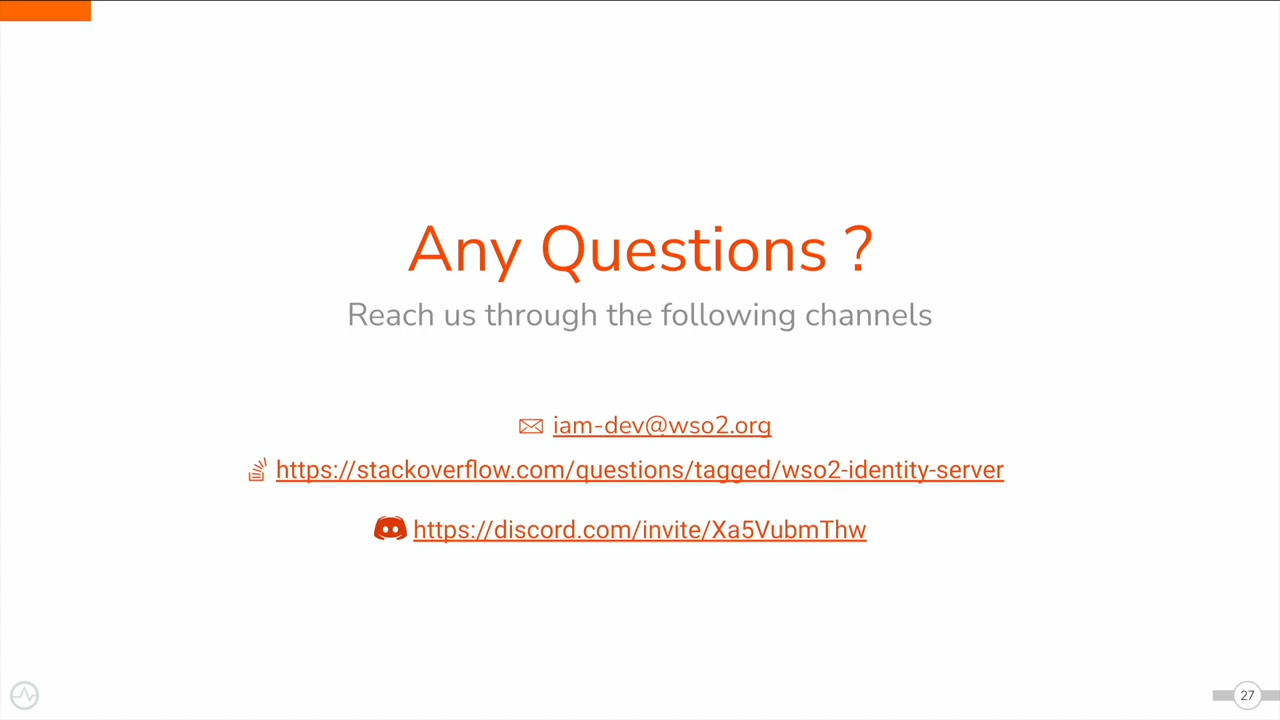 Any Questions ?
Reach us through the following channels
iam-dev@wso2.org
https://stackoverflow.com/questions/tagged/wso2-identity-server
https://discord.com/invite/Xa5VubmThw
27